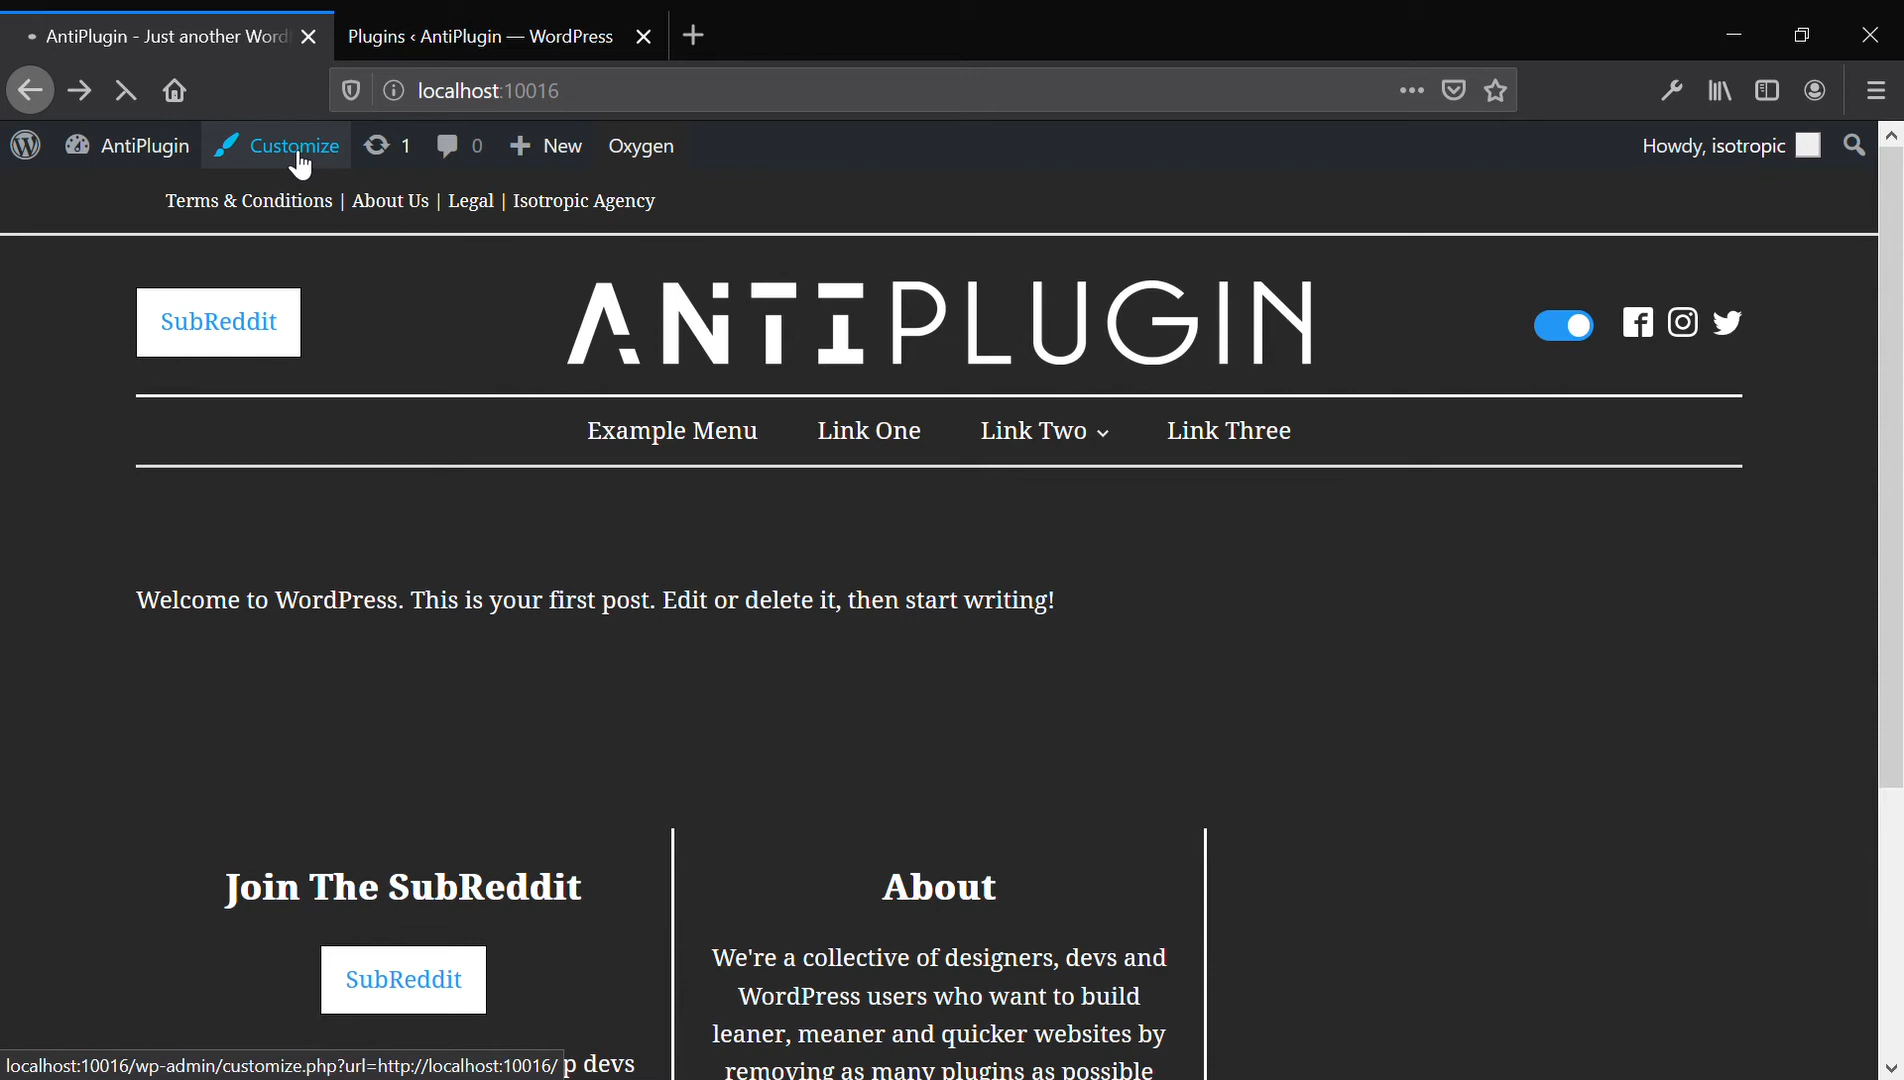 AntiPlugin - Just another Word
Plugins ‹ AntiPlugin — WordPress
localhost:10016
AntiPlugin
Customize
1
0
New
Oxygen
Howdy, isotropic
Terms & Conditions | About Us | Legal | Isotropic Agency
SubReddit
ANTIPLUGIN
Example Menu
Link One
Link Two
Link Three
Welcome to WordPress. This is your first post. Edit or delete it, then start writing!
Join The SubReddit
SubReddit
p devs
About
We're a collective of designers, devs and
WordPress users who want to build
leaner, meaner and quicker websites by
removing as many plugins as possible
localhost:10016/wp-admin/customize.php?url=http://localhost:10016/